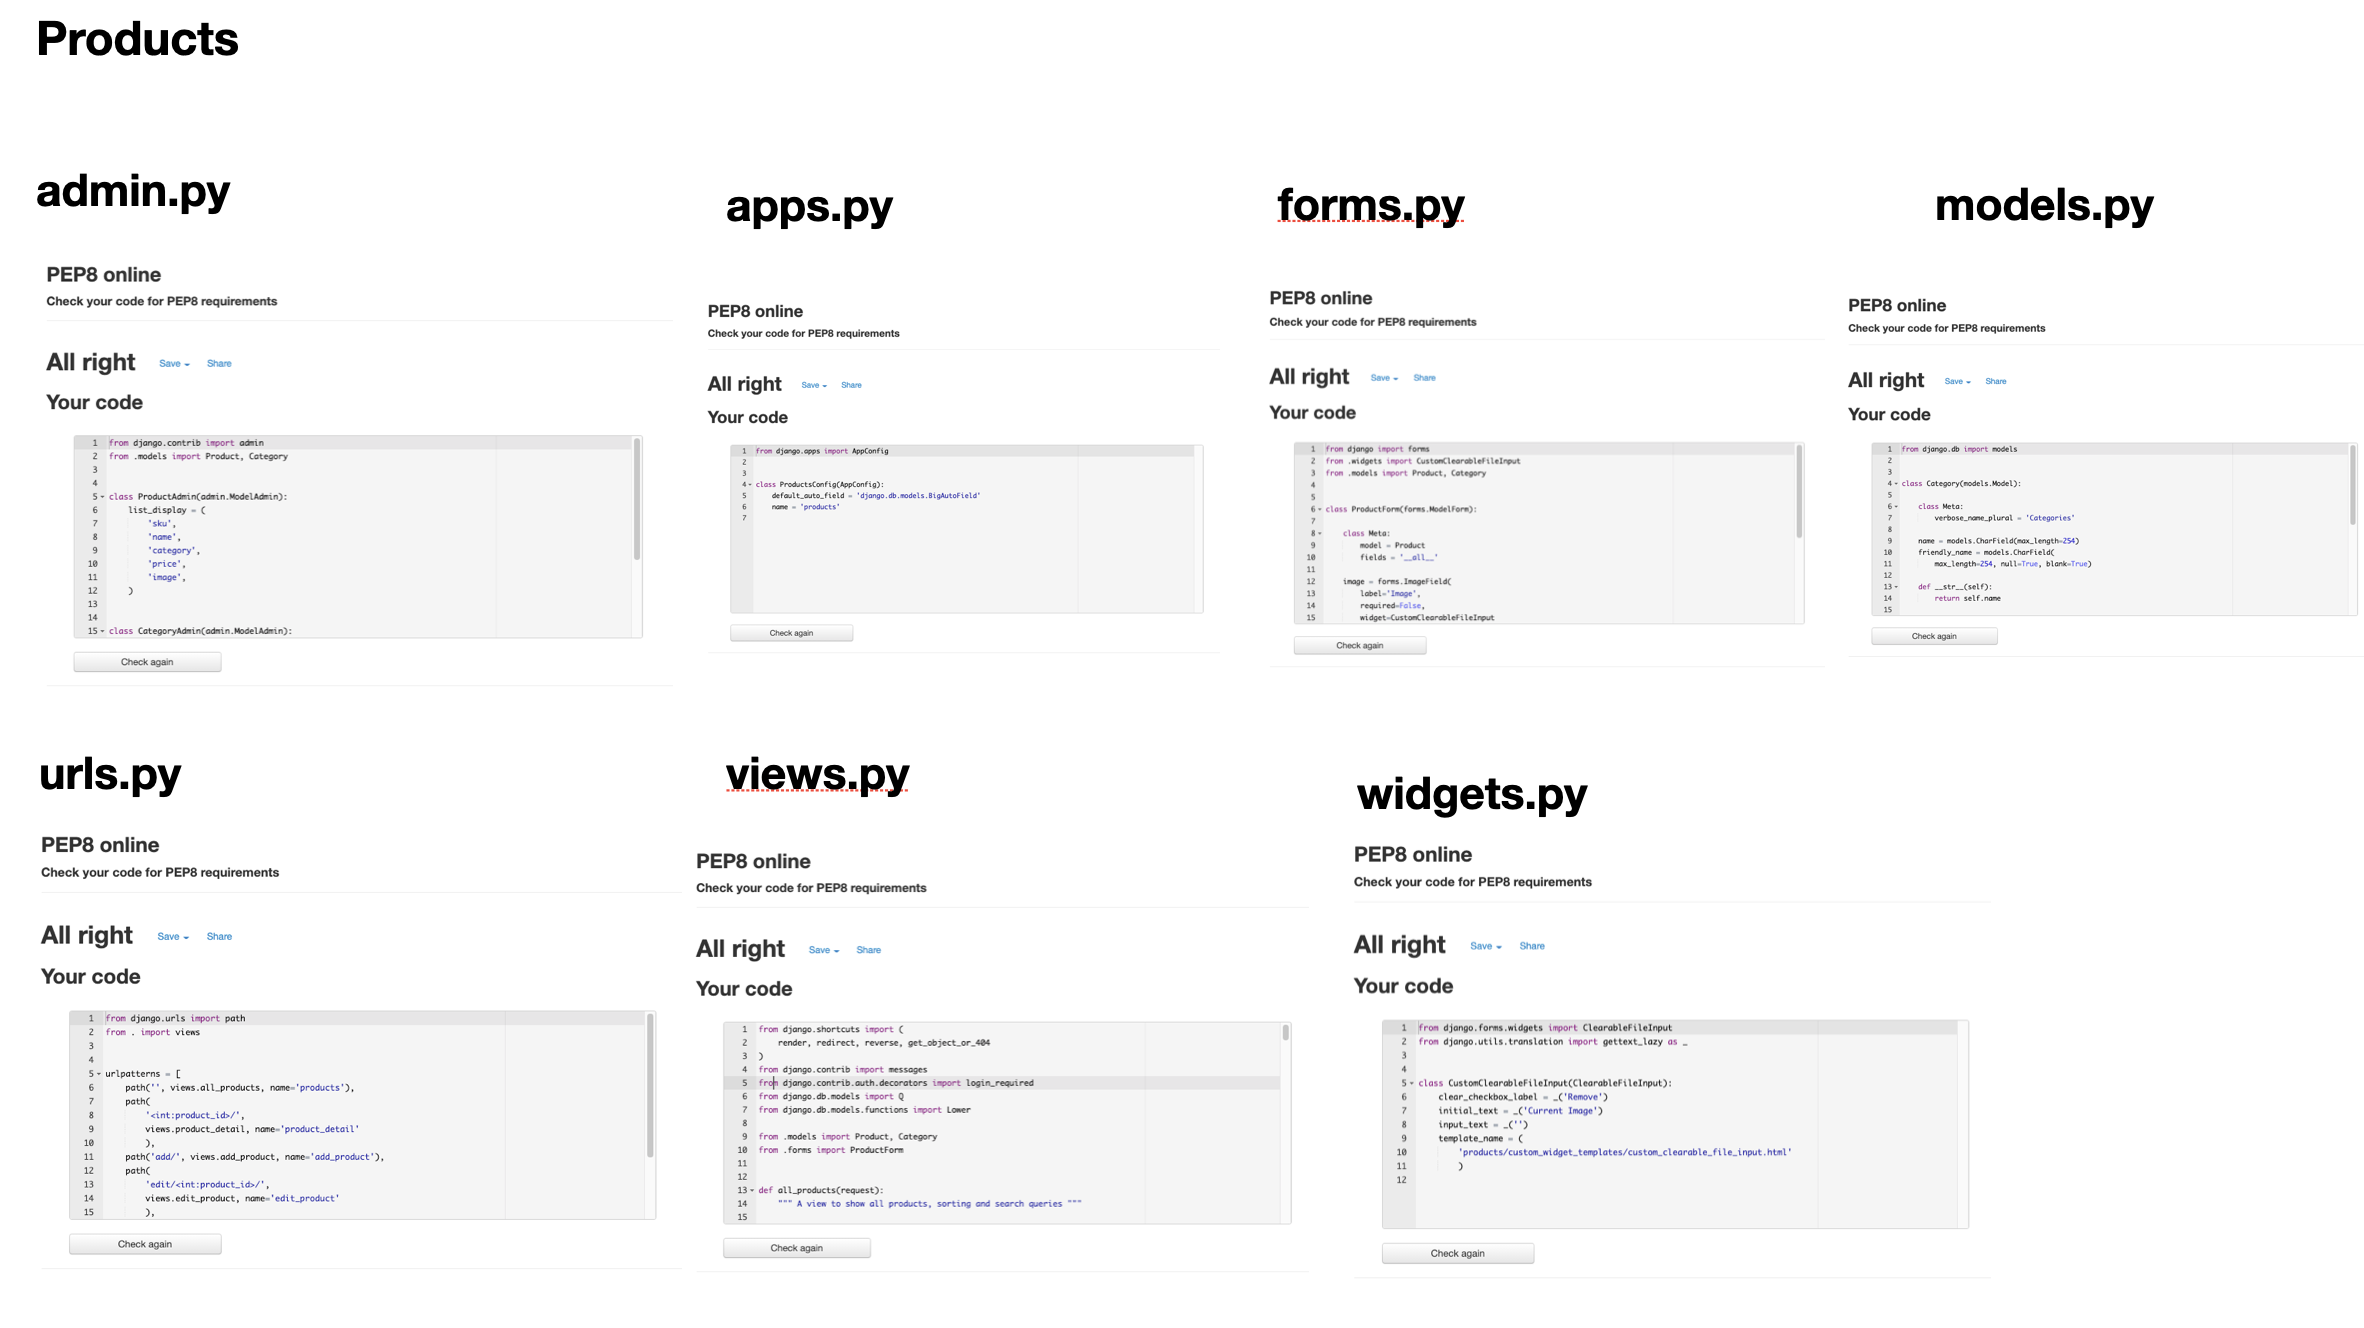 Products
admin.py
PEP8 online
Check your code for PEP8 requirements
All right Save Share
Your code
1 from django.contrib import admin
2 from .models import Product, Category
3
4
5 class ProductAdmin(admin.ModelAdmin):
6 list_display = (
7 'sku',
8 'name',
9 'category',
10 'price',
11 'image',
12 )
13
14
15 class CategoryAdmin(admin.ModelAdmin):
Check again
apps.py
PEP8 online
Check your code for PEP8 requirements
All right Save Share
Your code
1 from django.apps import AppConfig
2
3
4 class ProductsConfig(AppConfig):
5 default_auto_field = 'django.db.models.BigAutoField'
6 name = 'products'
7
Check again
forms.py
PEP8 online
Check your code for PEP8 requirements
All right Save Share
Your code
1 from django import forms
2 from .widgets import CustomClearableFileInput
3 from .models import Product, Category
4
5
6 class ProductForm(forms.ModelForm):
7
8 class Meta:
9 model = Product
10 fields = '__all__'
11
12 image = forms.ImageField(
13 label='Image',
14 required=False,
15 widget=CustomClearableFileInput
Check again
models.py
PEP8 online
Check your code for PEP8 requirements
All right Save Share
Your code
1 from django.db import models
2
3
4 class Category(models.Model):
5
6 class Meta:
7 verbose_name_plural = 'Categories'
8
9 name = models.CharField(max_length=254)
10 friendly_name = models.CharField(
11 max_length=254, null=True, blank=True)
12
13 def __str__(self):
14 return self.name
15
Check again
urls.py
PEP8 online
Check your code for PEP8 requirements
All right Save Share
Your code
1 from django.urls import path
2 from . import views
3
4
5 urlpatterns = [
6 path('', views.all_products, name='products'),
7 path(
8 '<int:product_id>/',
9 views.product_detail, name='product_detail'
10 ),
11 path('add/', views.add_product, name='add_product'),
12 path(
13 'edit/<int:product_id>/',
14 views.edit_product, name='edit_product'
15 ),
Check again
views.py
PEP8 online
Check your code for PEP8 requirements
All right Save Share
Your code
1 from django.shortcuts import (
2 render, redirect, reverse, get_object_or_404
3 )
4 from django.contrib import messages
5 from django.contrib.auth.decorators import login_required
6 from django.db.models import Q
7 from django.db.models.functions import Lower
8
9 from .models import Product, Category
10 from .forms import ProductForm
11
12
13 def all_products(request):
14 """ A view to show all products, sorting and search queries """
15
Check again
widgets.py
PEP8 online
Check your code for PEP8 requirements
All right Save Share
Your code
1 from django.forms.widgets import ClearableFileInput
2 from django.utils.translation import gettext_lazy as _
3
4
5 class CustomClearableFileInput(ClearableFileInput):
6 clear_checkbox_label = _('Remove')
7 initial_text = _('Current Image')
8 input_text = _('')
9 template_name = (
10 'products/custom_widget_templates/custom_clearable_file_input.html'
11 )
12
Check again